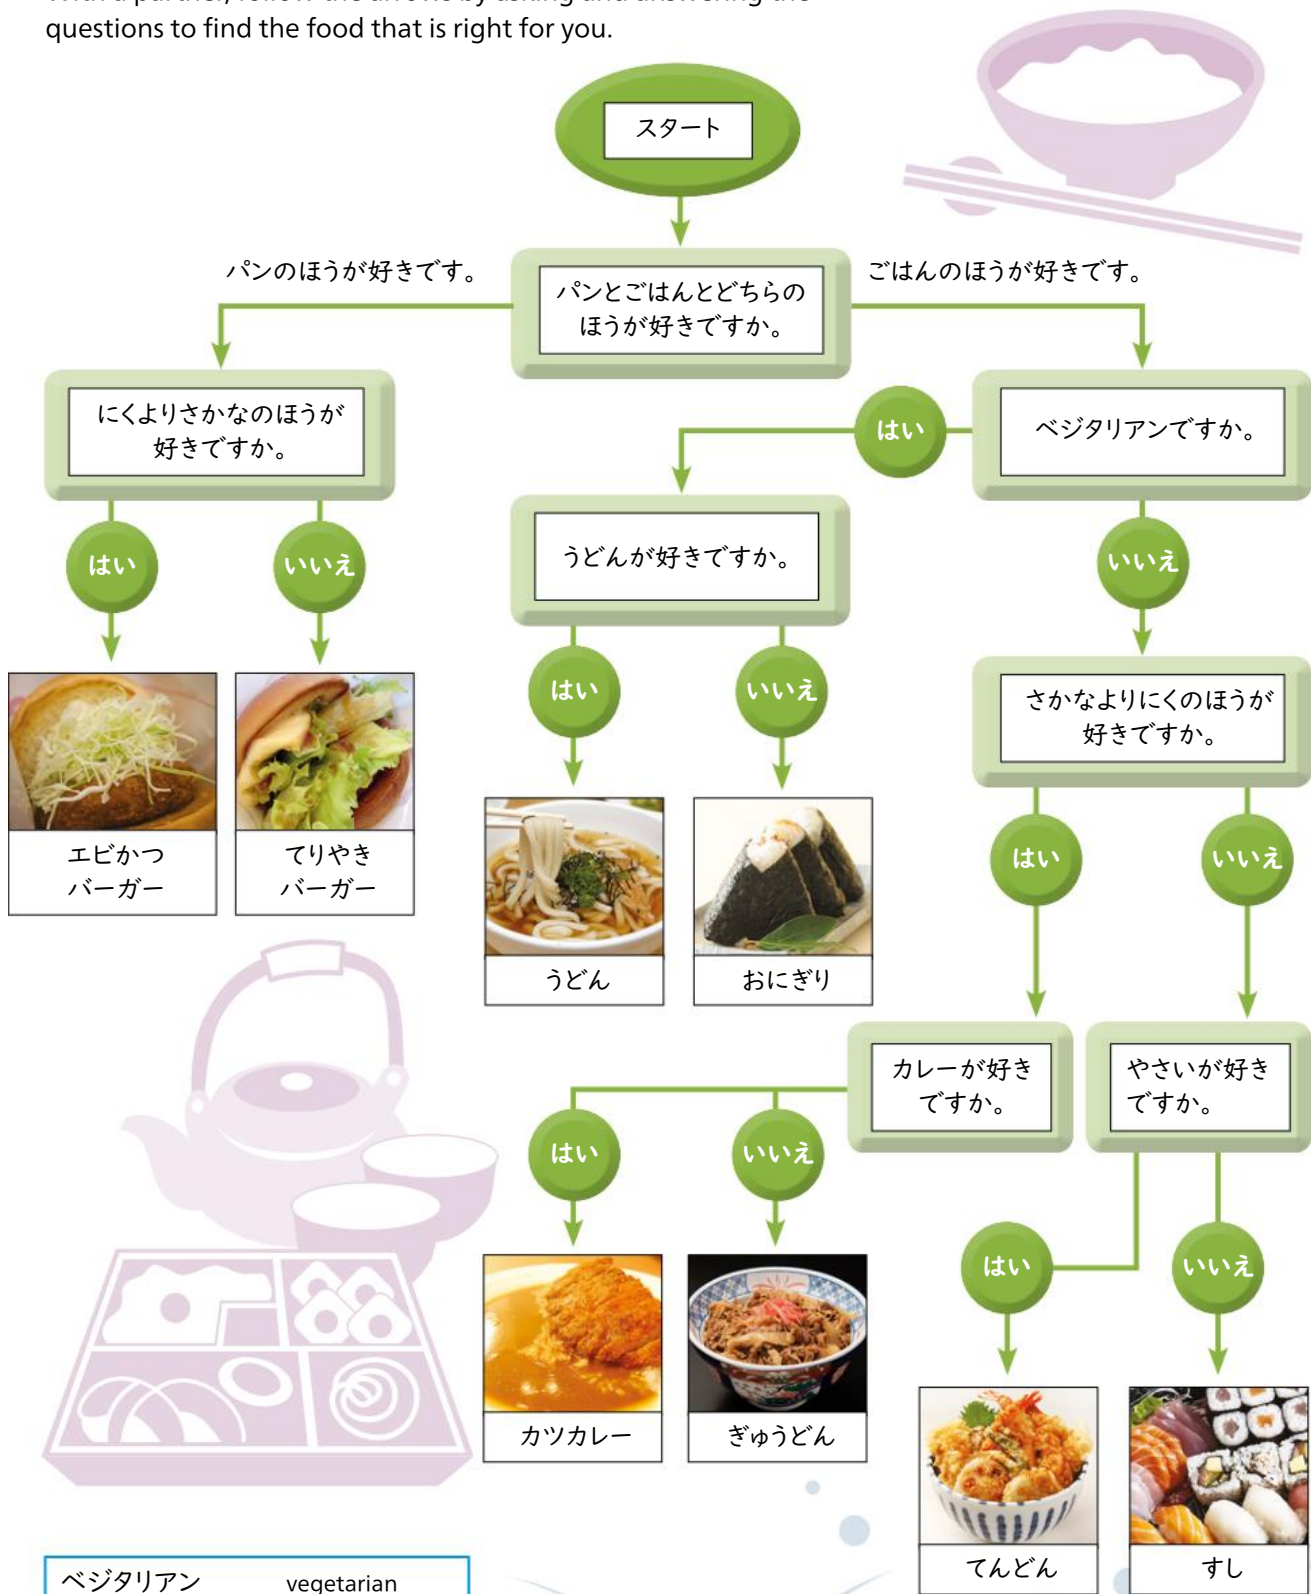 questions to find the food that is right for you.
スタート
パンのほうが好きです。
パンとごはんとどちらの
ほうが好きですか。
ごはんのほうが好きです。
にくよりさかなのほうが
好きですか。
はい
いいえ
エビかつ
バーガー
てりやき
バーガー
ベジタリアンですか。
はい
うどんが好きですか。
はい
いいえ
うどん
おにぎり
いいえ
さかなよりにくのほうが
好きですか。
はい
いいえ
カレーが好き
ですか。
はい
いいえ
カツカレー
ぎゅうどん
やさいが好き
ですか。
はい
いいえ
てんどん
すし
ベジタリアン vegetarian